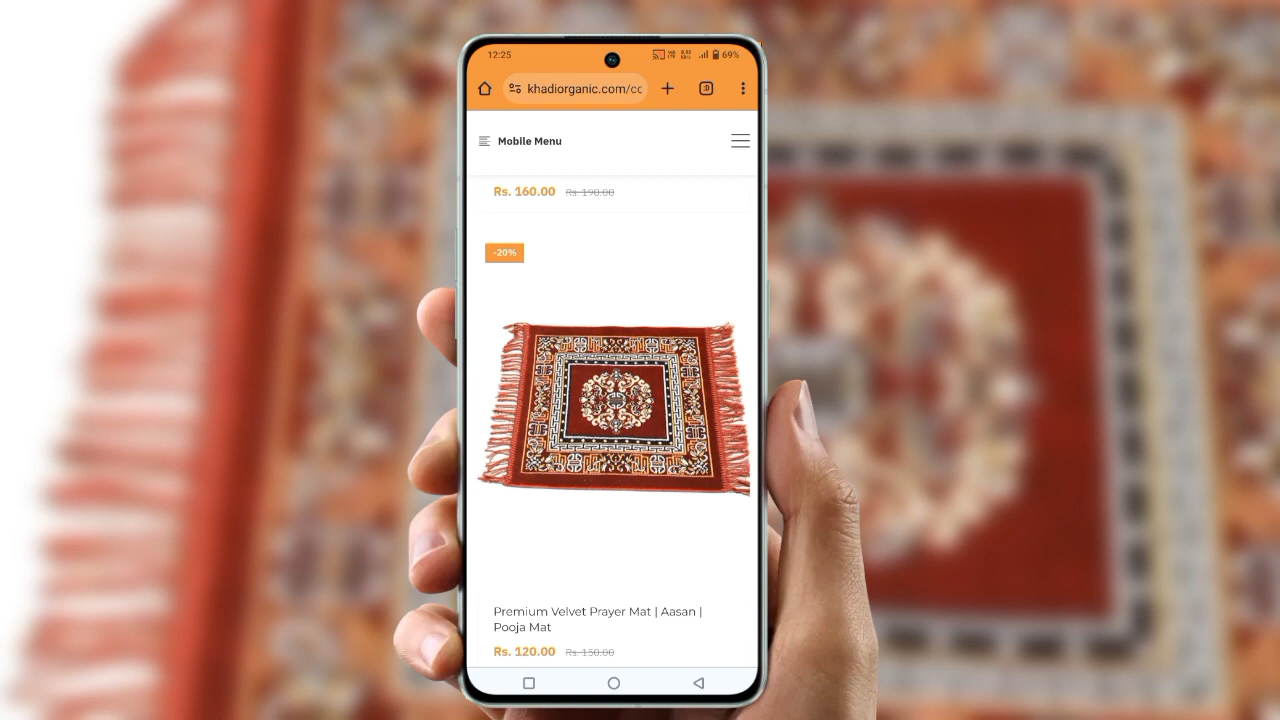 12:25
69%
khadiorganic.com/cc
Mobile Menu
Rs. 160.00 Rs. 190.00
-20%
Premium Velvet Prayer Mat | Aasan |
Pooja Mat
Rs. 120.00 Rs. 150.00